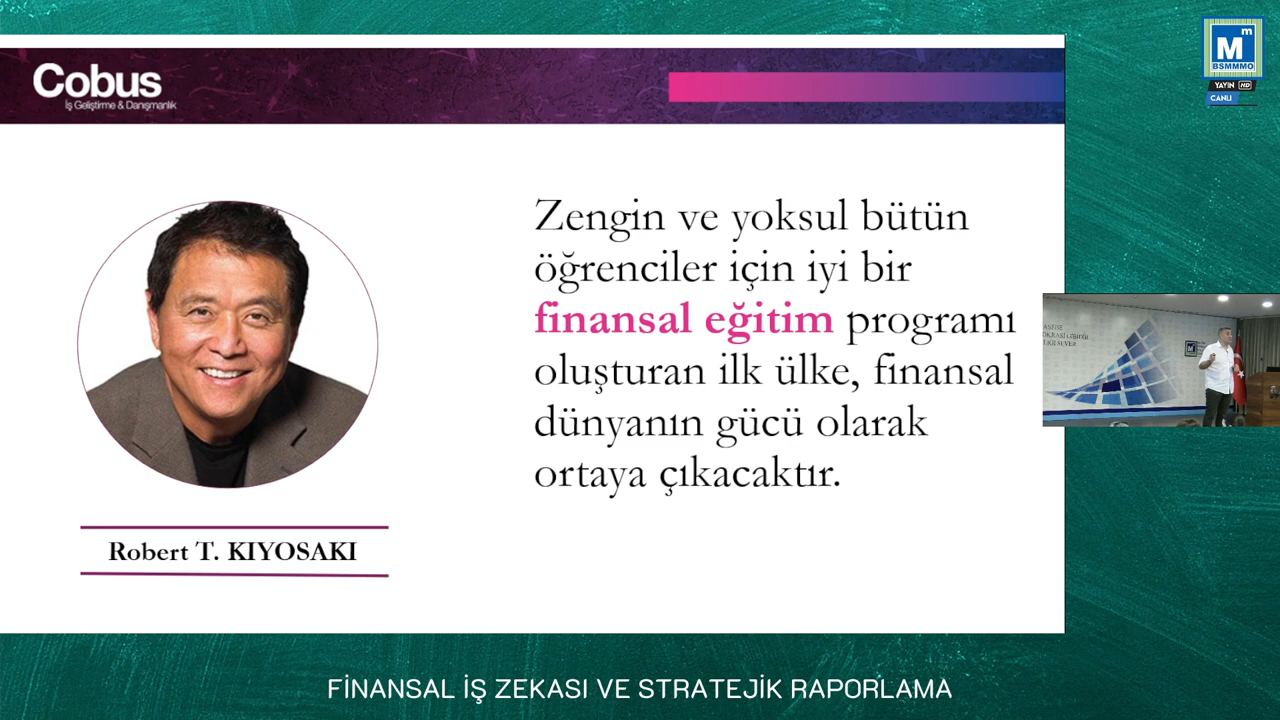 Cobus
İş Geliştirme & Danışmanlık
Zengin ve yoksul bütün
öğrenciler için iyi bir
finansal eğitim programı
oluşturan ilk ülke, finansal
dünyanın gücü olarak
ortaya çıkacaktır.
Robert T. KIYOSAKI
M m
BSMMMO
YAYIN HD
CANLI
FİNANSAL İŞ ZEKASI VE STRATEJİK RAPORLAMA